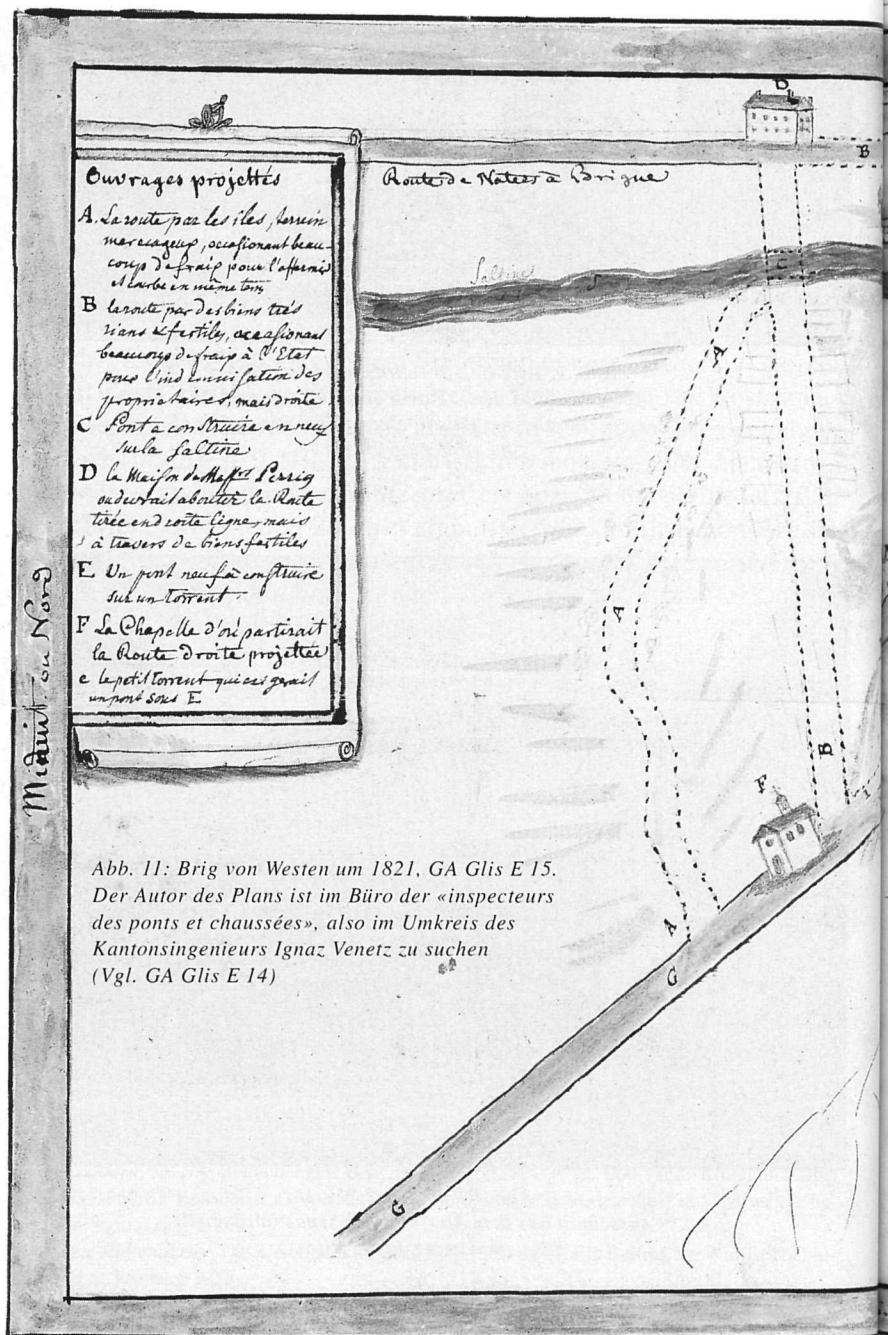 Ouvrages projettés
A. La route par les iles, terrein
marecageux, occasionant beau-
coup de fraix pour l'affermir
et courbe en même tems
B la route par des biens très
rians & fertiles, occasionant
beaucoup de fraix à l'Etat
pour l'indemnisation des
propriétaires, mais droite
C Pont a construire en neuf
sur la Saltine
D la Maison de Perrig
ou devrait aboutir la Route
tirée en droite ligne, mais
à travers de biens fertiles
E Un pont neuf à construire
sur un torrent
F La Chapelle d'où partirait
la Route droite projettée
e le petit torrent qui
un pont sous E
Minuit ou Nord
D
B
Route de Naters à Brigue
Saltine
C
A
A
B
F
A
G
G
Abb. 11: Brig von Westen um 1821, GA Glis E 15.
Der Autor des Plans ist im Büro der «inspecteurs
des ponts et chaussées», also im Umkreis des
Kantonsingenieurs Ignaz Venetz zu suchen
(Vgl. GA Glis E 14)